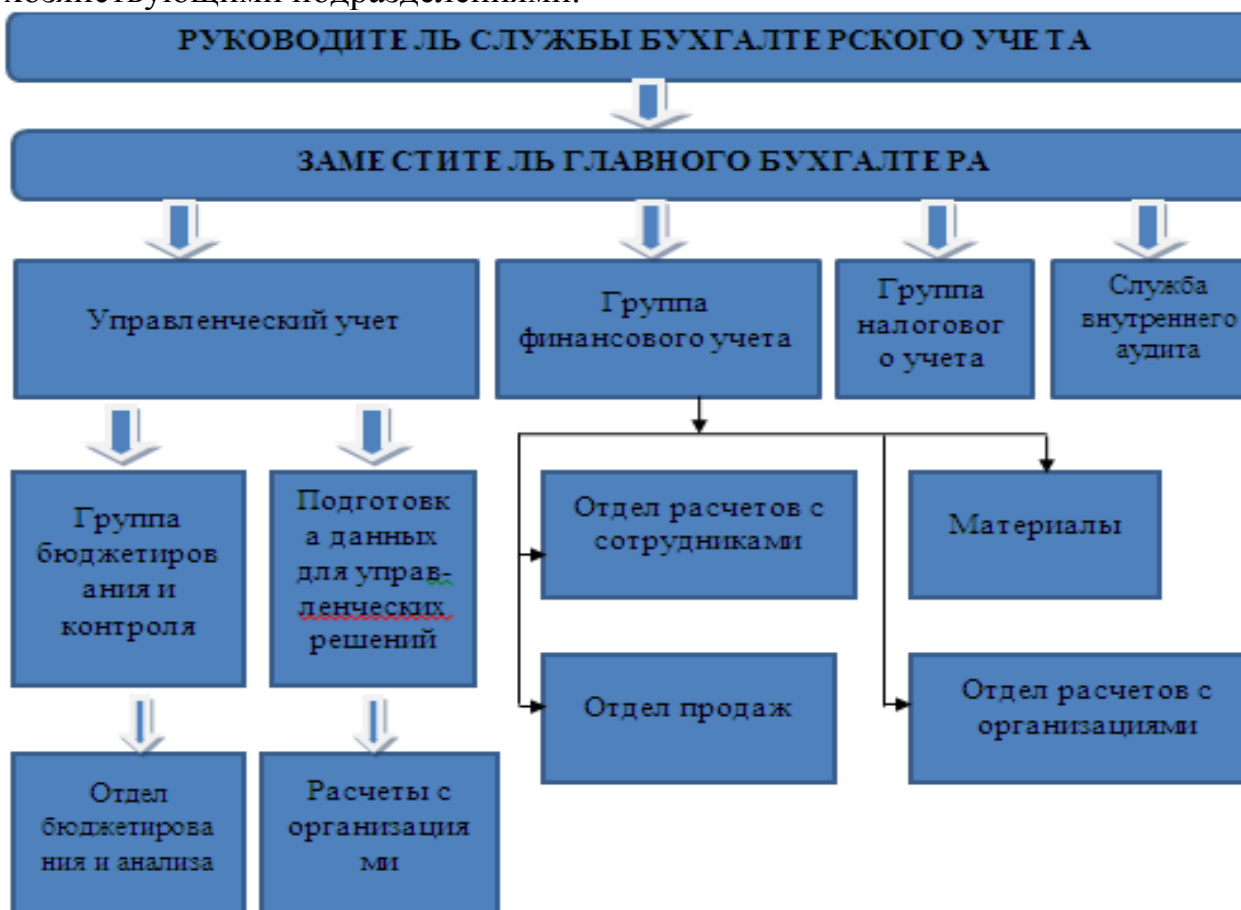 хозяйствующими подразделениями.
РУКОВОДИТЕЛЬ СЛУЖБЫ БУХГАЛТЕРСКОГО УЧЕТА
ЗАМЕСТИТЕЛЬ ГЛАВНОГО БУХГАЛТЕРА
Управленческий учет
Группа
финансового учета
Группа
налоговог
о учета
Служба
внутреннего
аудита
Группа
бюджетиров
ания и
контроля
Подготовк
а данных
для управ-
ленческих
решений
Отдел расчетов с
сотрудниками
Материалы
Отдел продаж
Отдел расчетов с
организациями
Отдел
бюджетирова
ния и анализа
Расчеты с
организация
ми